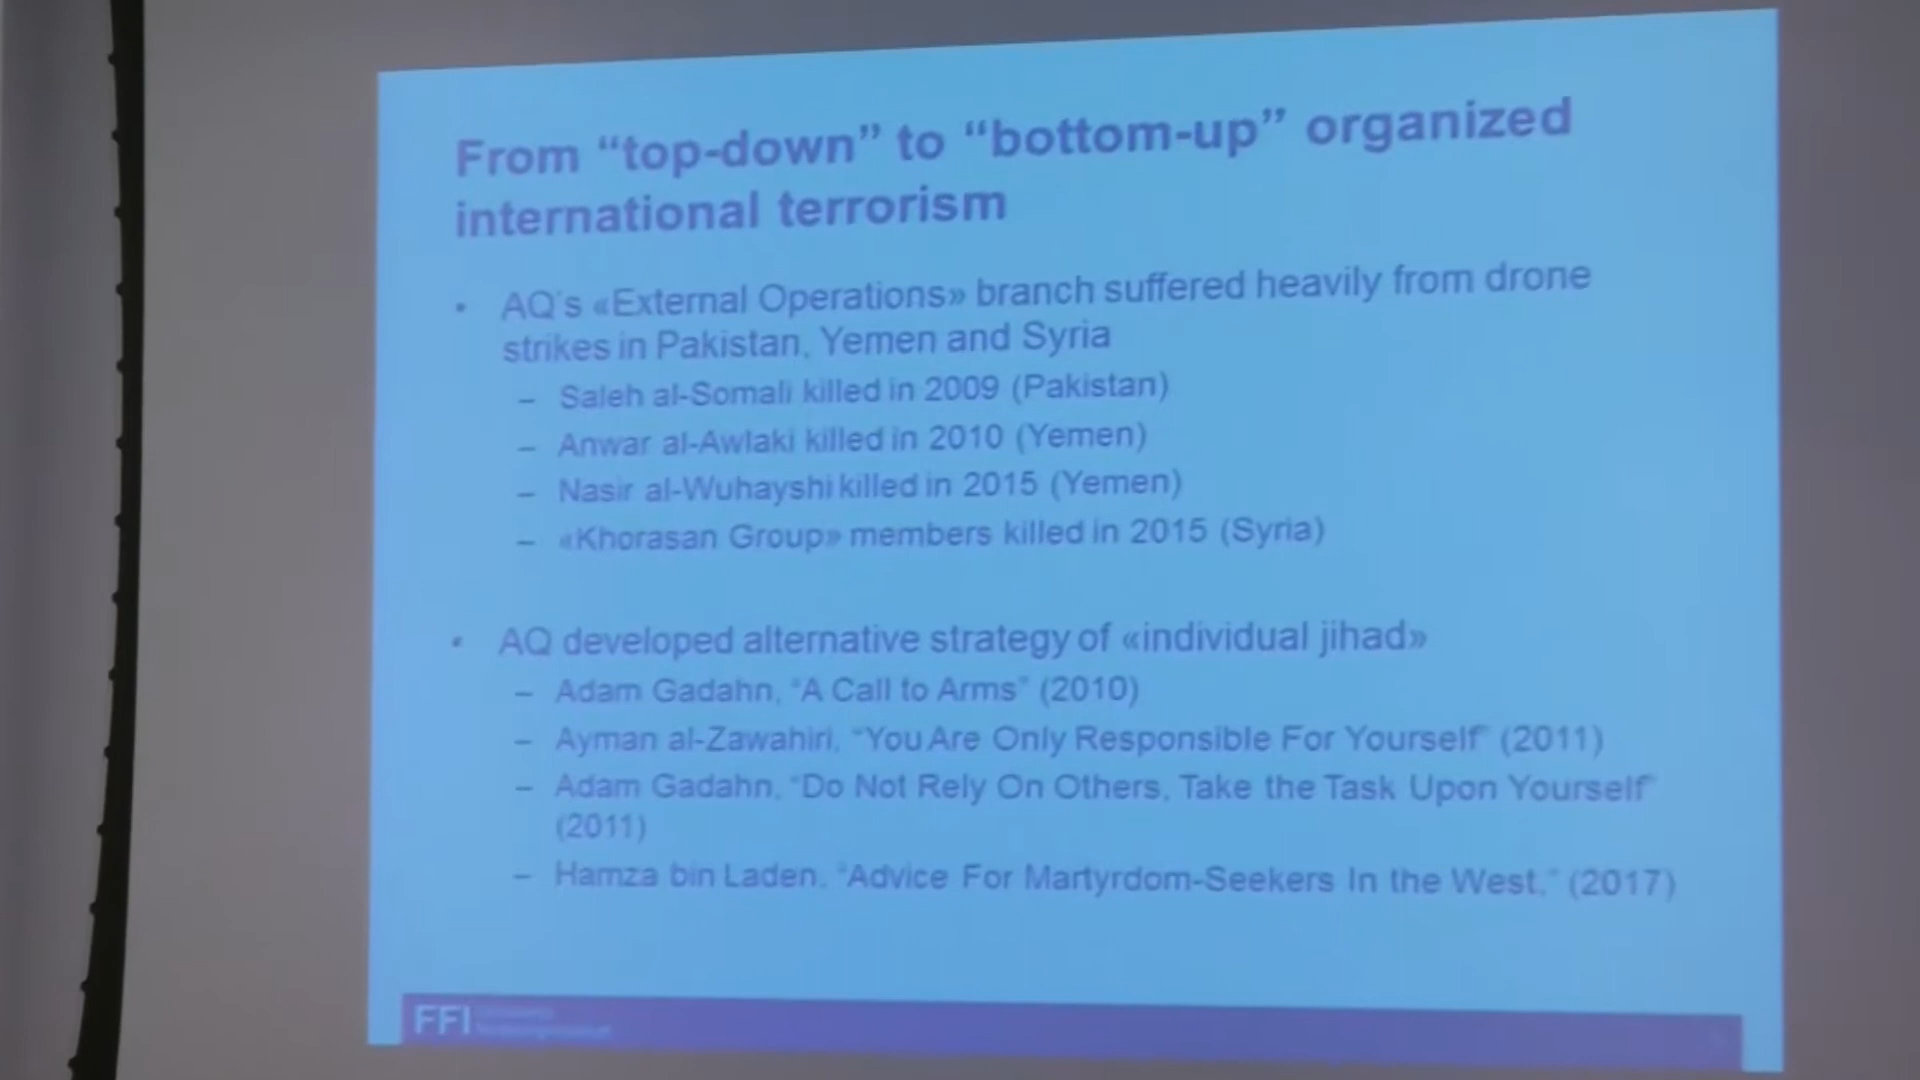 From “top-down” to “bottom-up” organized
international terrorism
• AQ's «External Operations» branch suffered heavily from drone
strikes in Pakistan, Yemen and Syria
– Saleh al-Somali killed in 2009 (Pakistan)
– Anwar al-Awlaki killed in 2010 (Yemen)
– Nasir al-Wuhayshi killed in 2015 (Yemen)
– «Khorasan Group» members killed in 2015 (Syria)
• AQ developed alternative strategy of «individual jihad»
– Adam Gadahn, “A Call to Arms” (2010)
– Ayman al-Zawahiri, “You Are Only Responsible For Yourself” (2011)
– Adam Gadahn, “Do Not Rely On Others, Take the Task Upon Yourself”
(2011)
– Hamza bin Laden, “Advice For Martyrdom-Seekers In the West,” (2017)
FFI